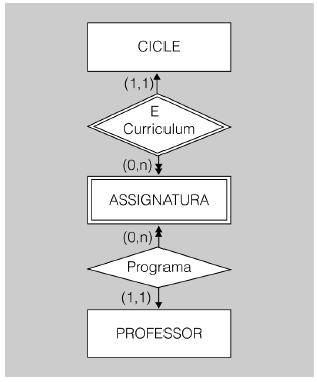 CICLE
(1,1)
E
Curriculum
(0,n)
ASSIGNATURA
(0,n)
Programa
(1,1)
PROFESSOR